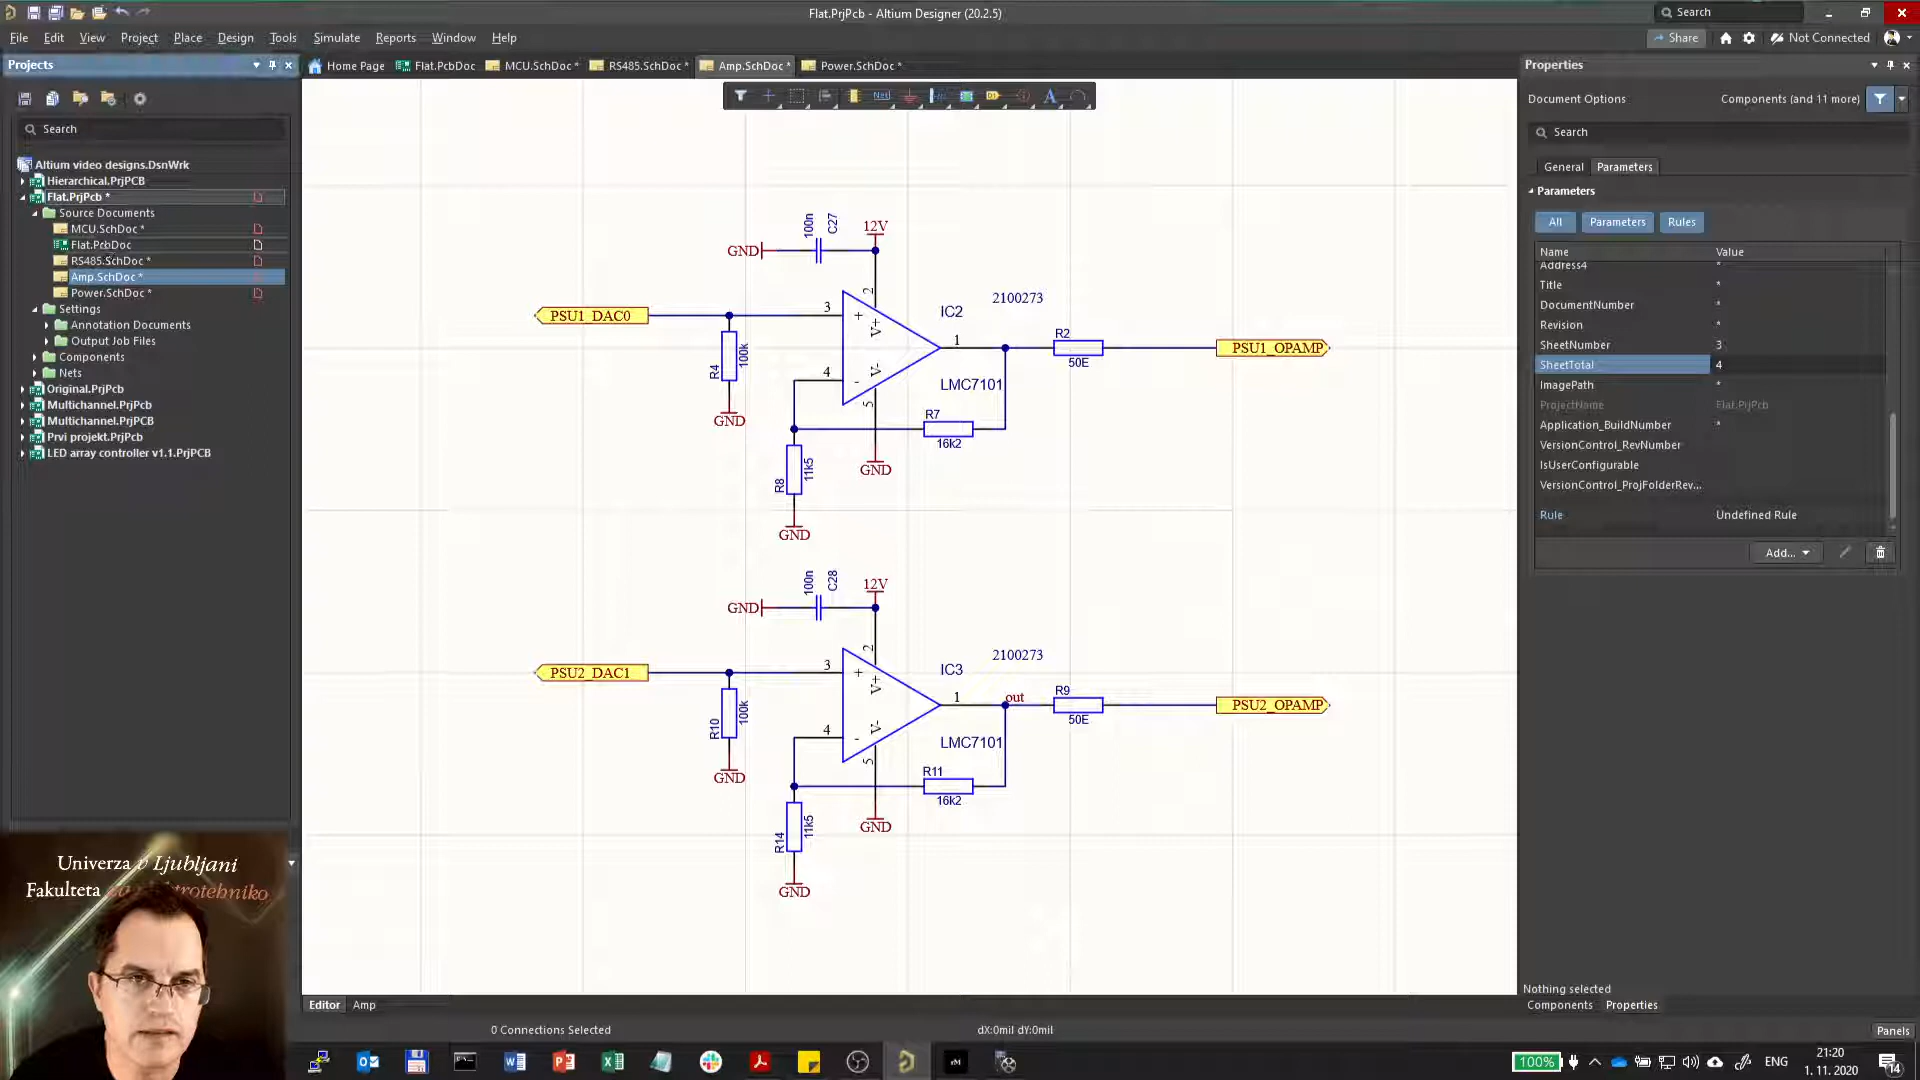 Flat.PrjPcb - Altium Designer (20.2.5)
Search
File Edit View Project Place Design Tools Simulate Reports Window Help
Share
Not Connected
Projects
Home Page
Flat.PcbDoc
MCU.SchDoc *
RS485.SchDoc *
Amp.SchDoc *
Power.SchDoc *
Search
Altium video designs.DsnWrk
Hierarchical.PrjPCB
Flat.PrjPcb *
Source Documents
MCU.SchDoc *
Flat.PcbDoc
RS485.SchDoc *
Amp.SchDoc *
Power.SchDoc *
Settings
Annotation Documents
Output Job Files
Components
Nets
Original.PrjPcb
Multichannel.PrjPcb
Multichannel.PrjPCB
Prvi projekt.PrjPcb
LED array controller v1.1.PrjPCB
Univerza v Ljubljani
Fakulteta
100n
C27
12V
GND
2
PSU1_DAC0
3
+
V+
IC2
2100273
1
R2
50E
PSU1_OPAMP
R4
100k
4
-
V-
5
LMC7101
GND
R7
16k2
R8
11k5
GND
GND
100n
C28
12V
GND
2
PSU2_DAC1
3
+
V+
IC3
2100273
1
out
R9
50E
PSU2_OPAMP
R10
100k
4
-
V-
5
LMC7101
GND
R11
16k2
R14
11k5
GND
GND
Editor Amp
0 Connections Selected
dX:0mil dY:0mil
Properties
Document Options
Components (and 11 more)
Search
General Parameters
Parameters
All Parameters Rules
Name Value
Address4 *
Title *
DocumentNumber *
Revision *
SheetNumber 3
SheetTotal 4
ImagePath *
ProjectName Flat.PrjPcb
Application_BuildNumber *
VersionControl_RevNumber
IsUserConfigurable
VersionControl_ProjFolderRev...
Rule Undefined Rule
Add...
Nothing selected
Components Properties
Panels
100%
ENG
21:20
1. 11. 2020
14